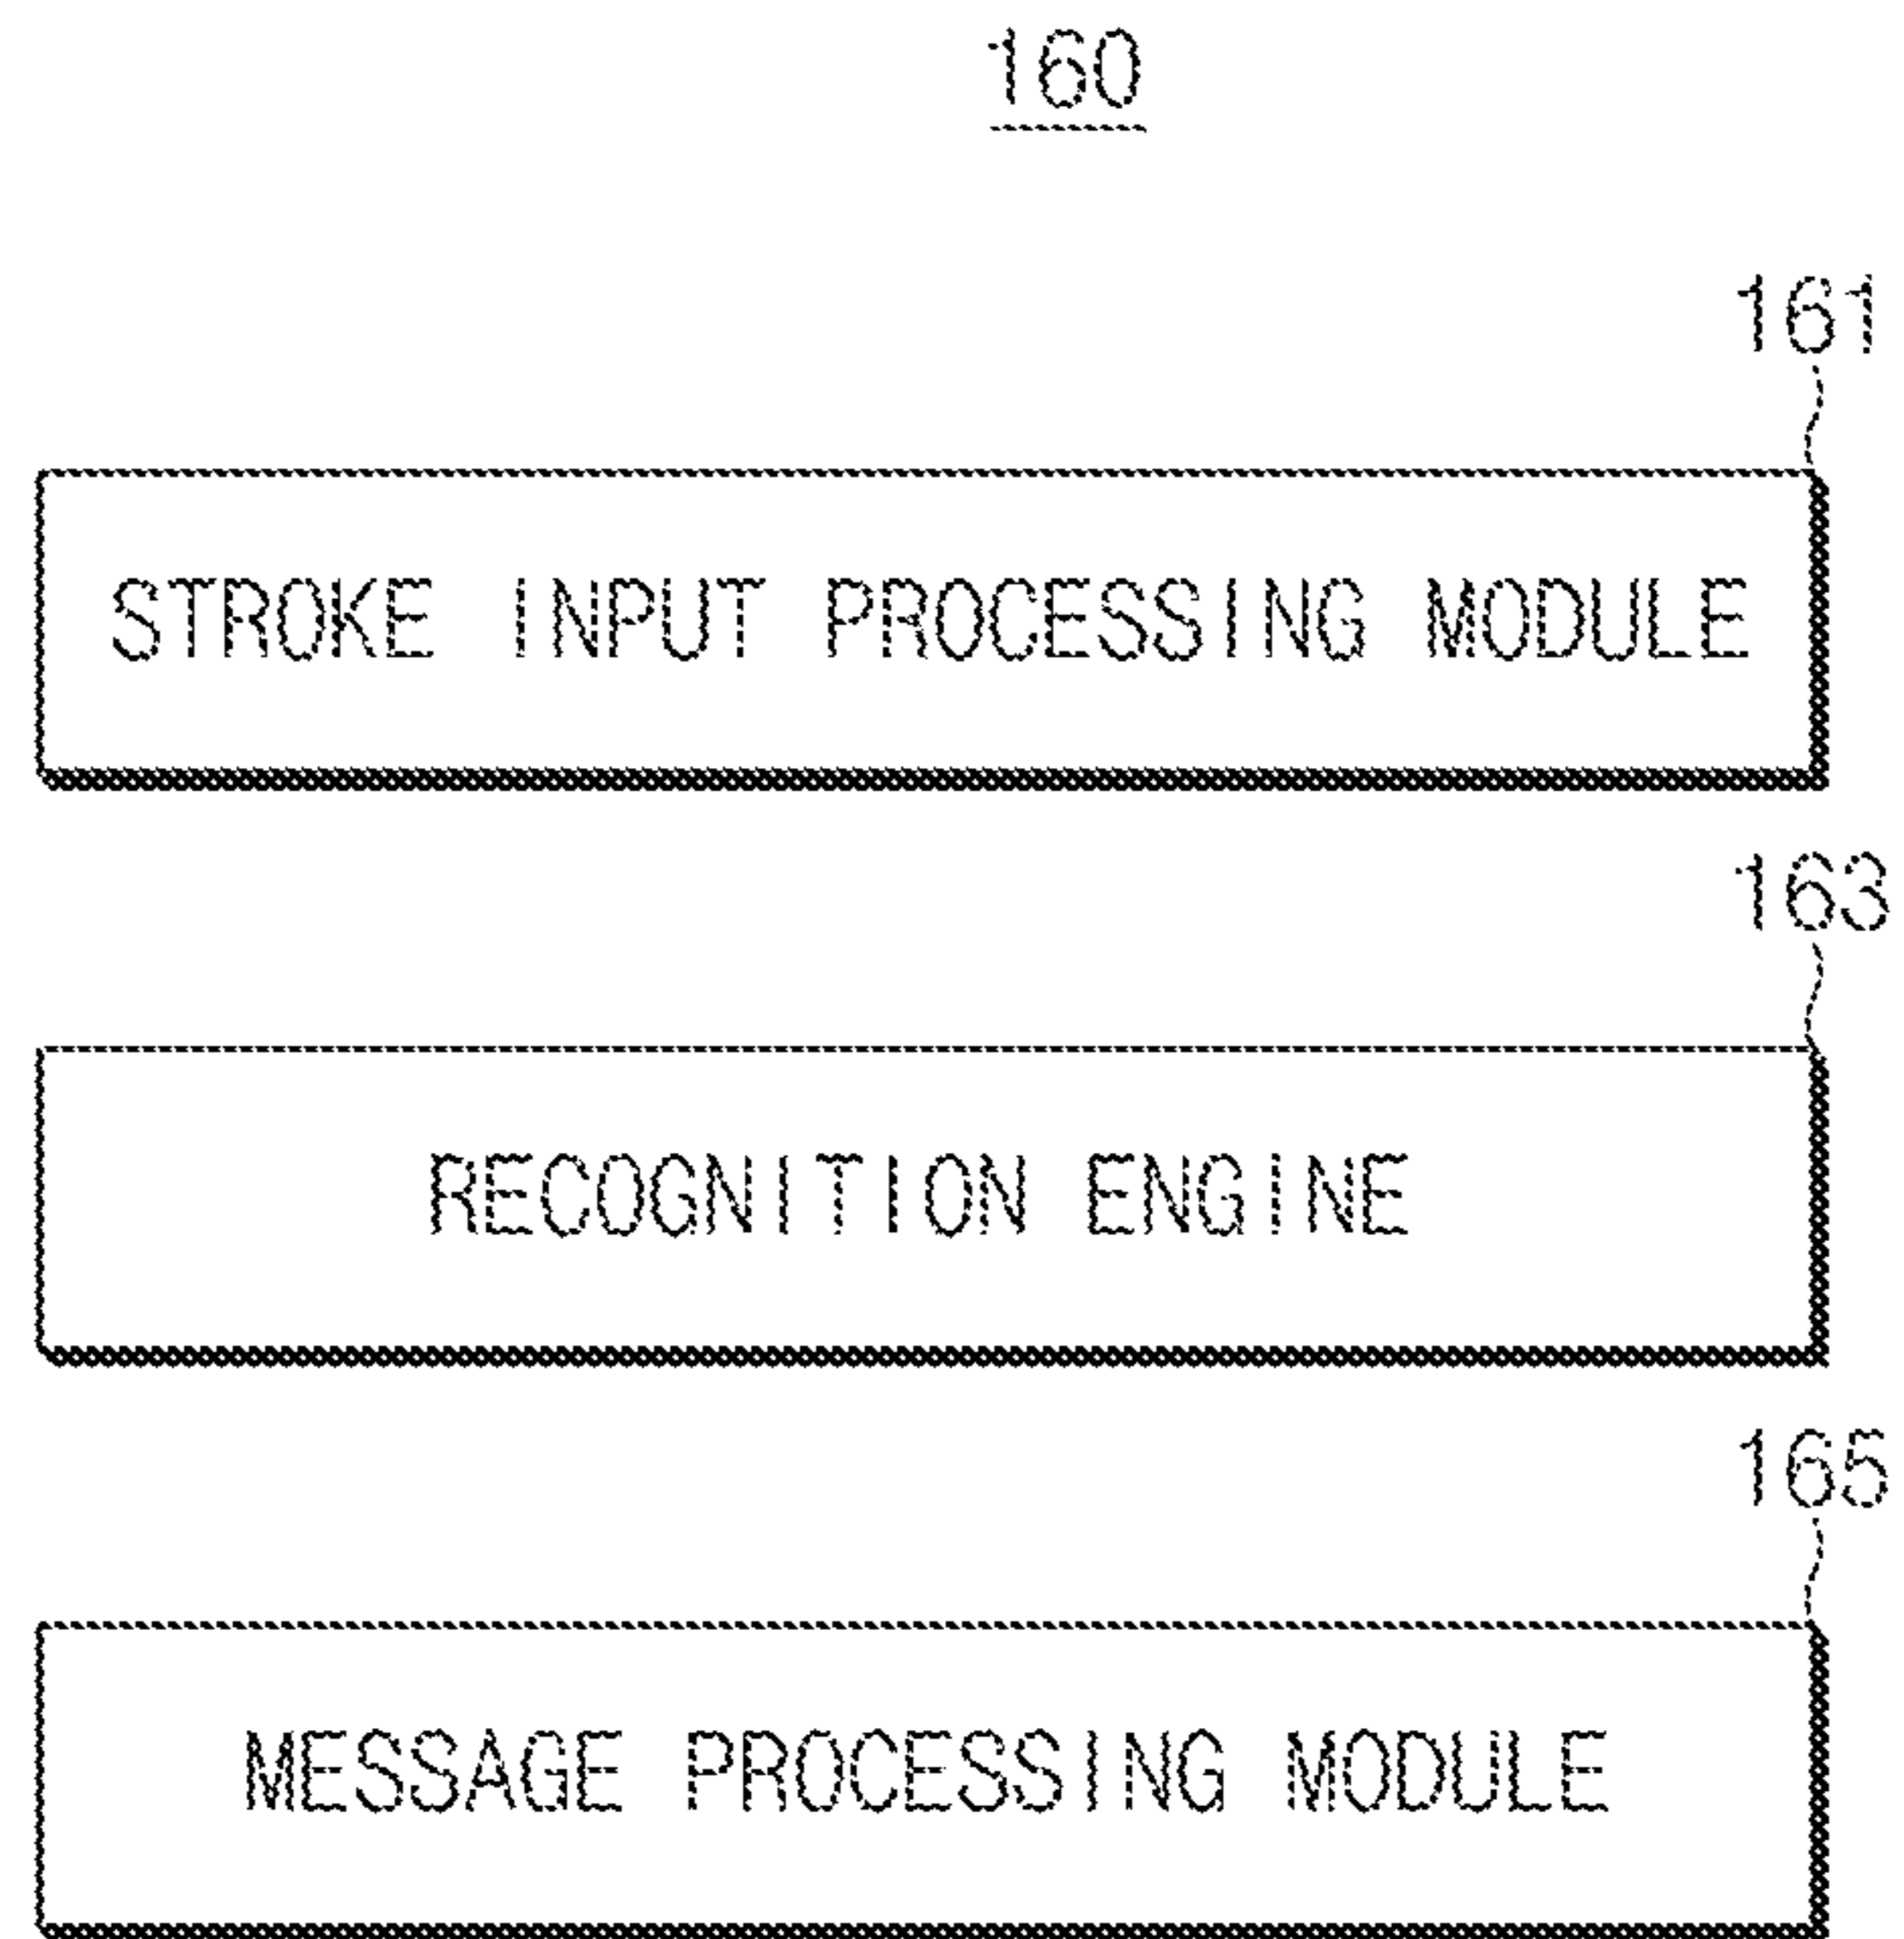 160
161
STROKE INPUT PROCESSING MODULE
163
RECOGNITION ENGINE
165
MESSAGE PROCESSING MODULE